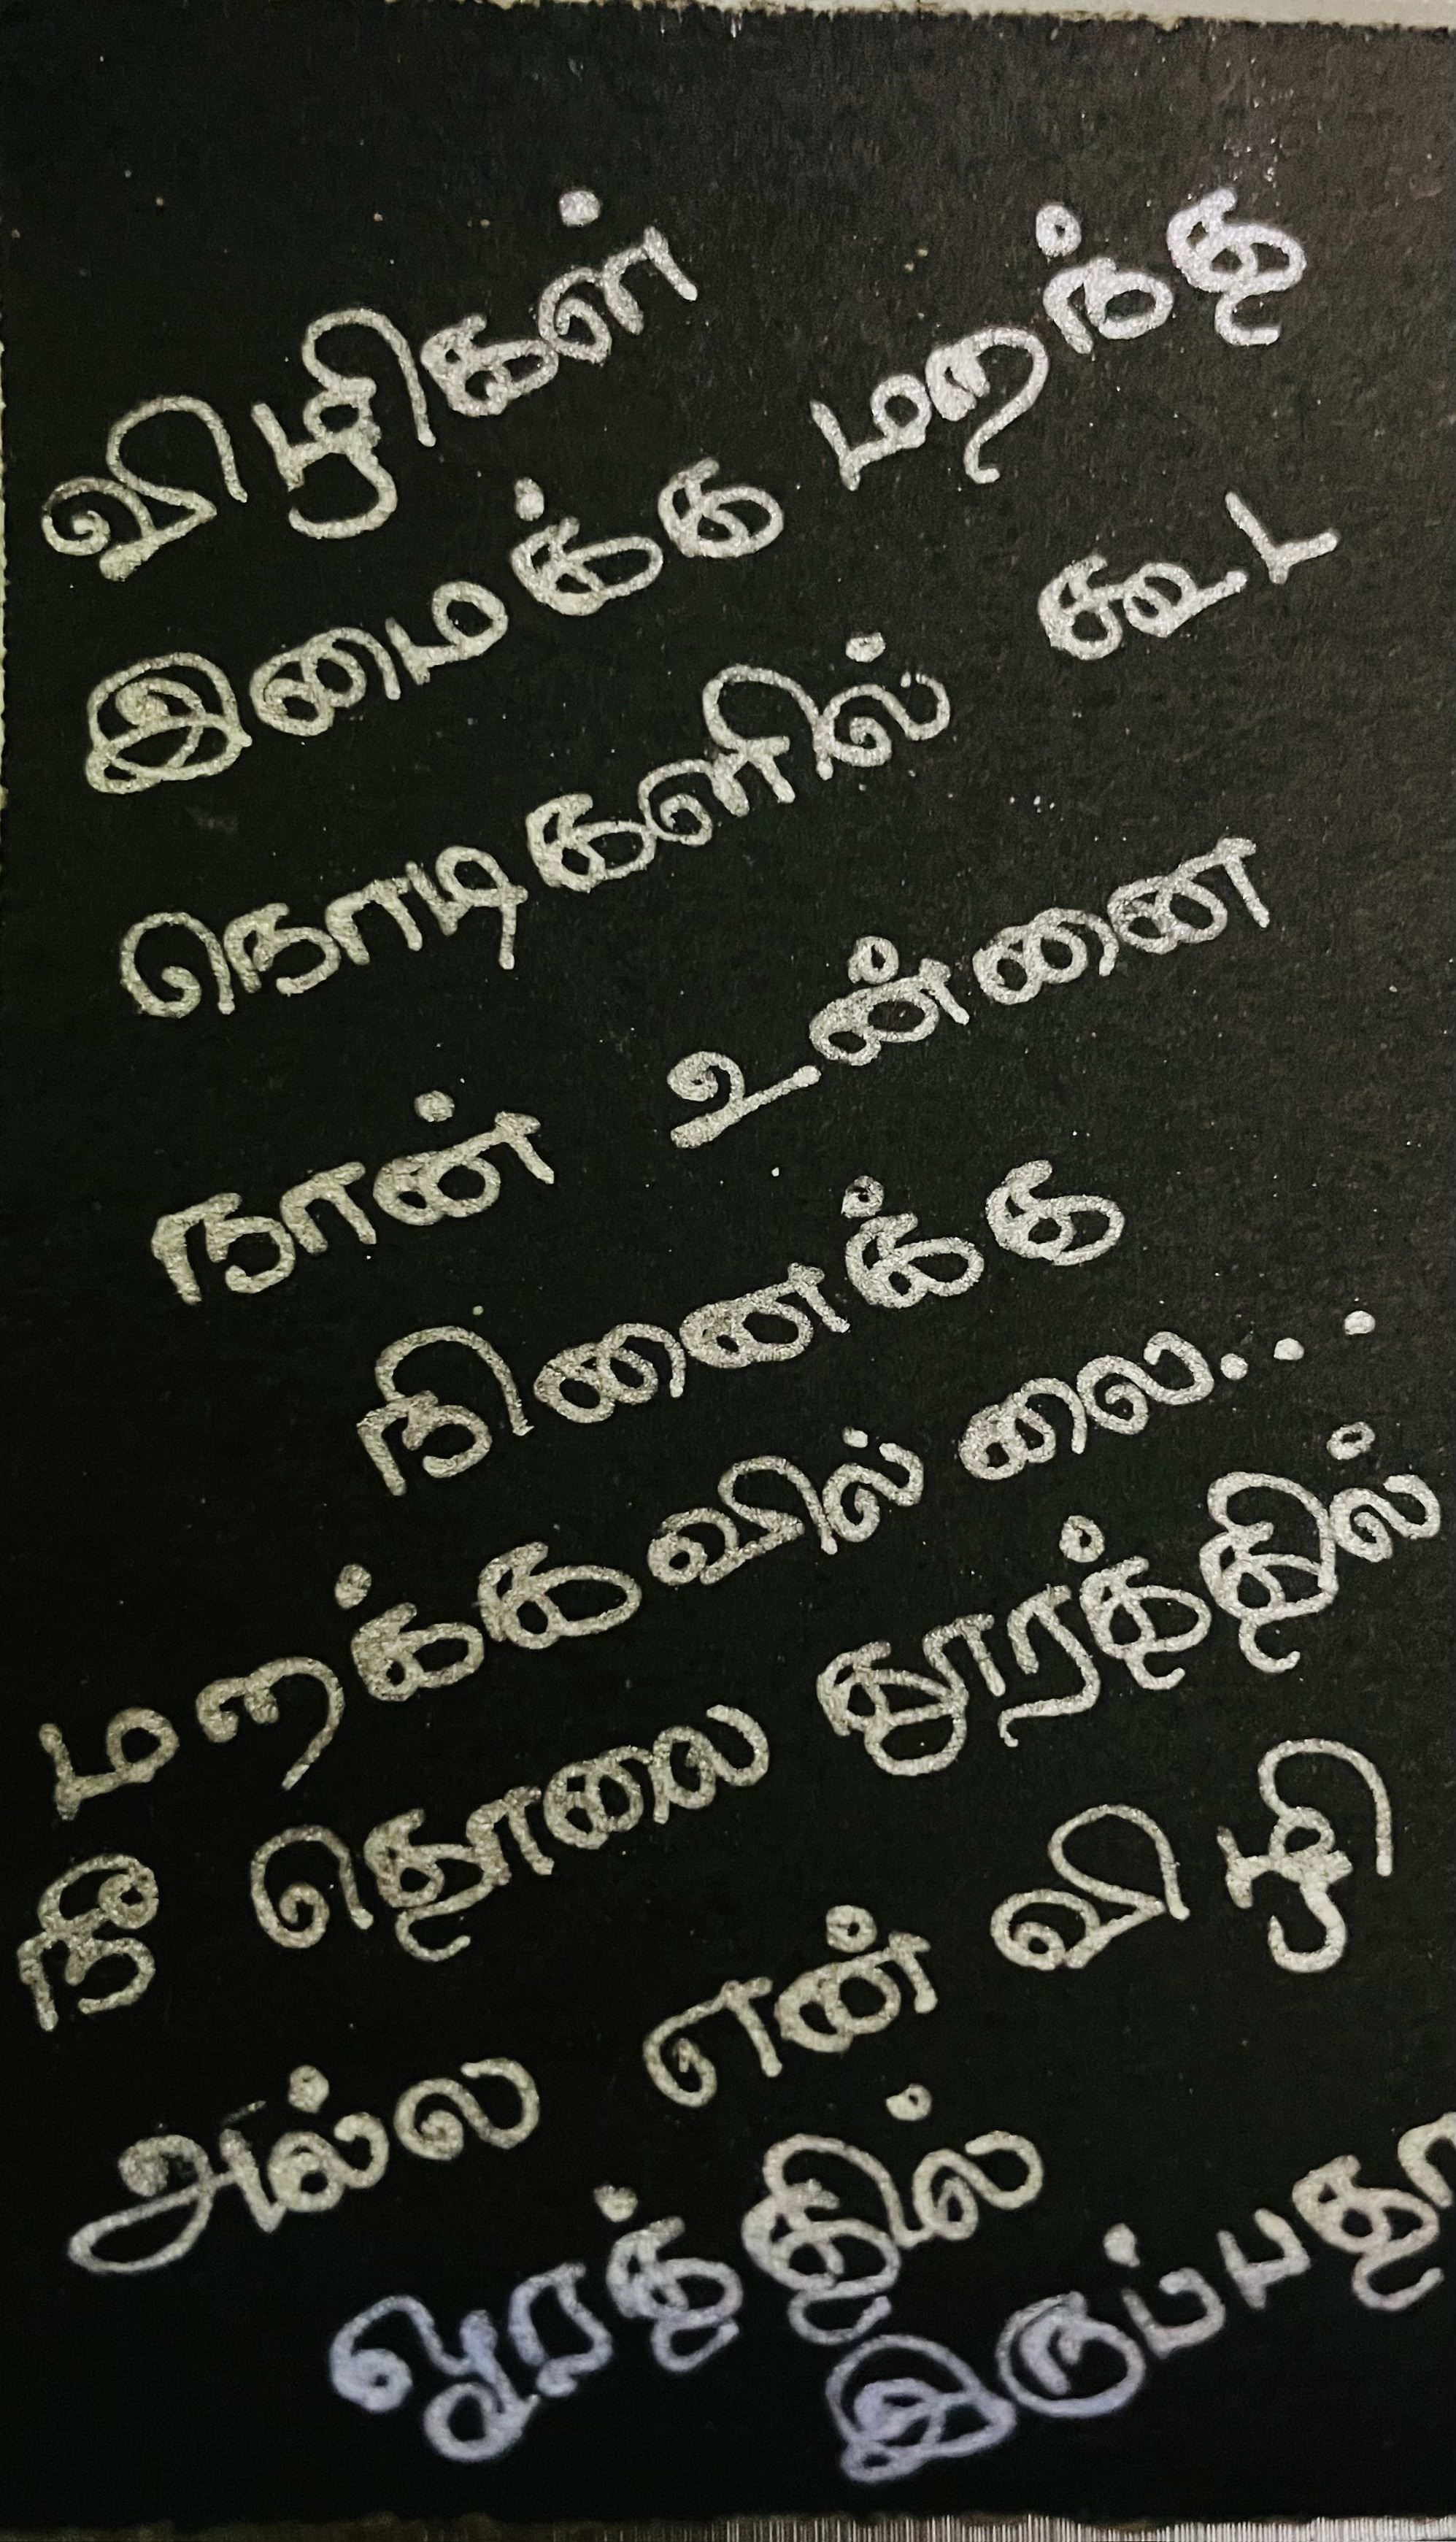 விழிகள்
இமைக்க மறந்த
நொடிகளில் கூட
நான் உன்னை
நினைக்க
மறக்கவில்லை...
நீ தொலை தூரத்தில்
அல்ல என் விழி
ஓரத்தில்
இருப்பதா